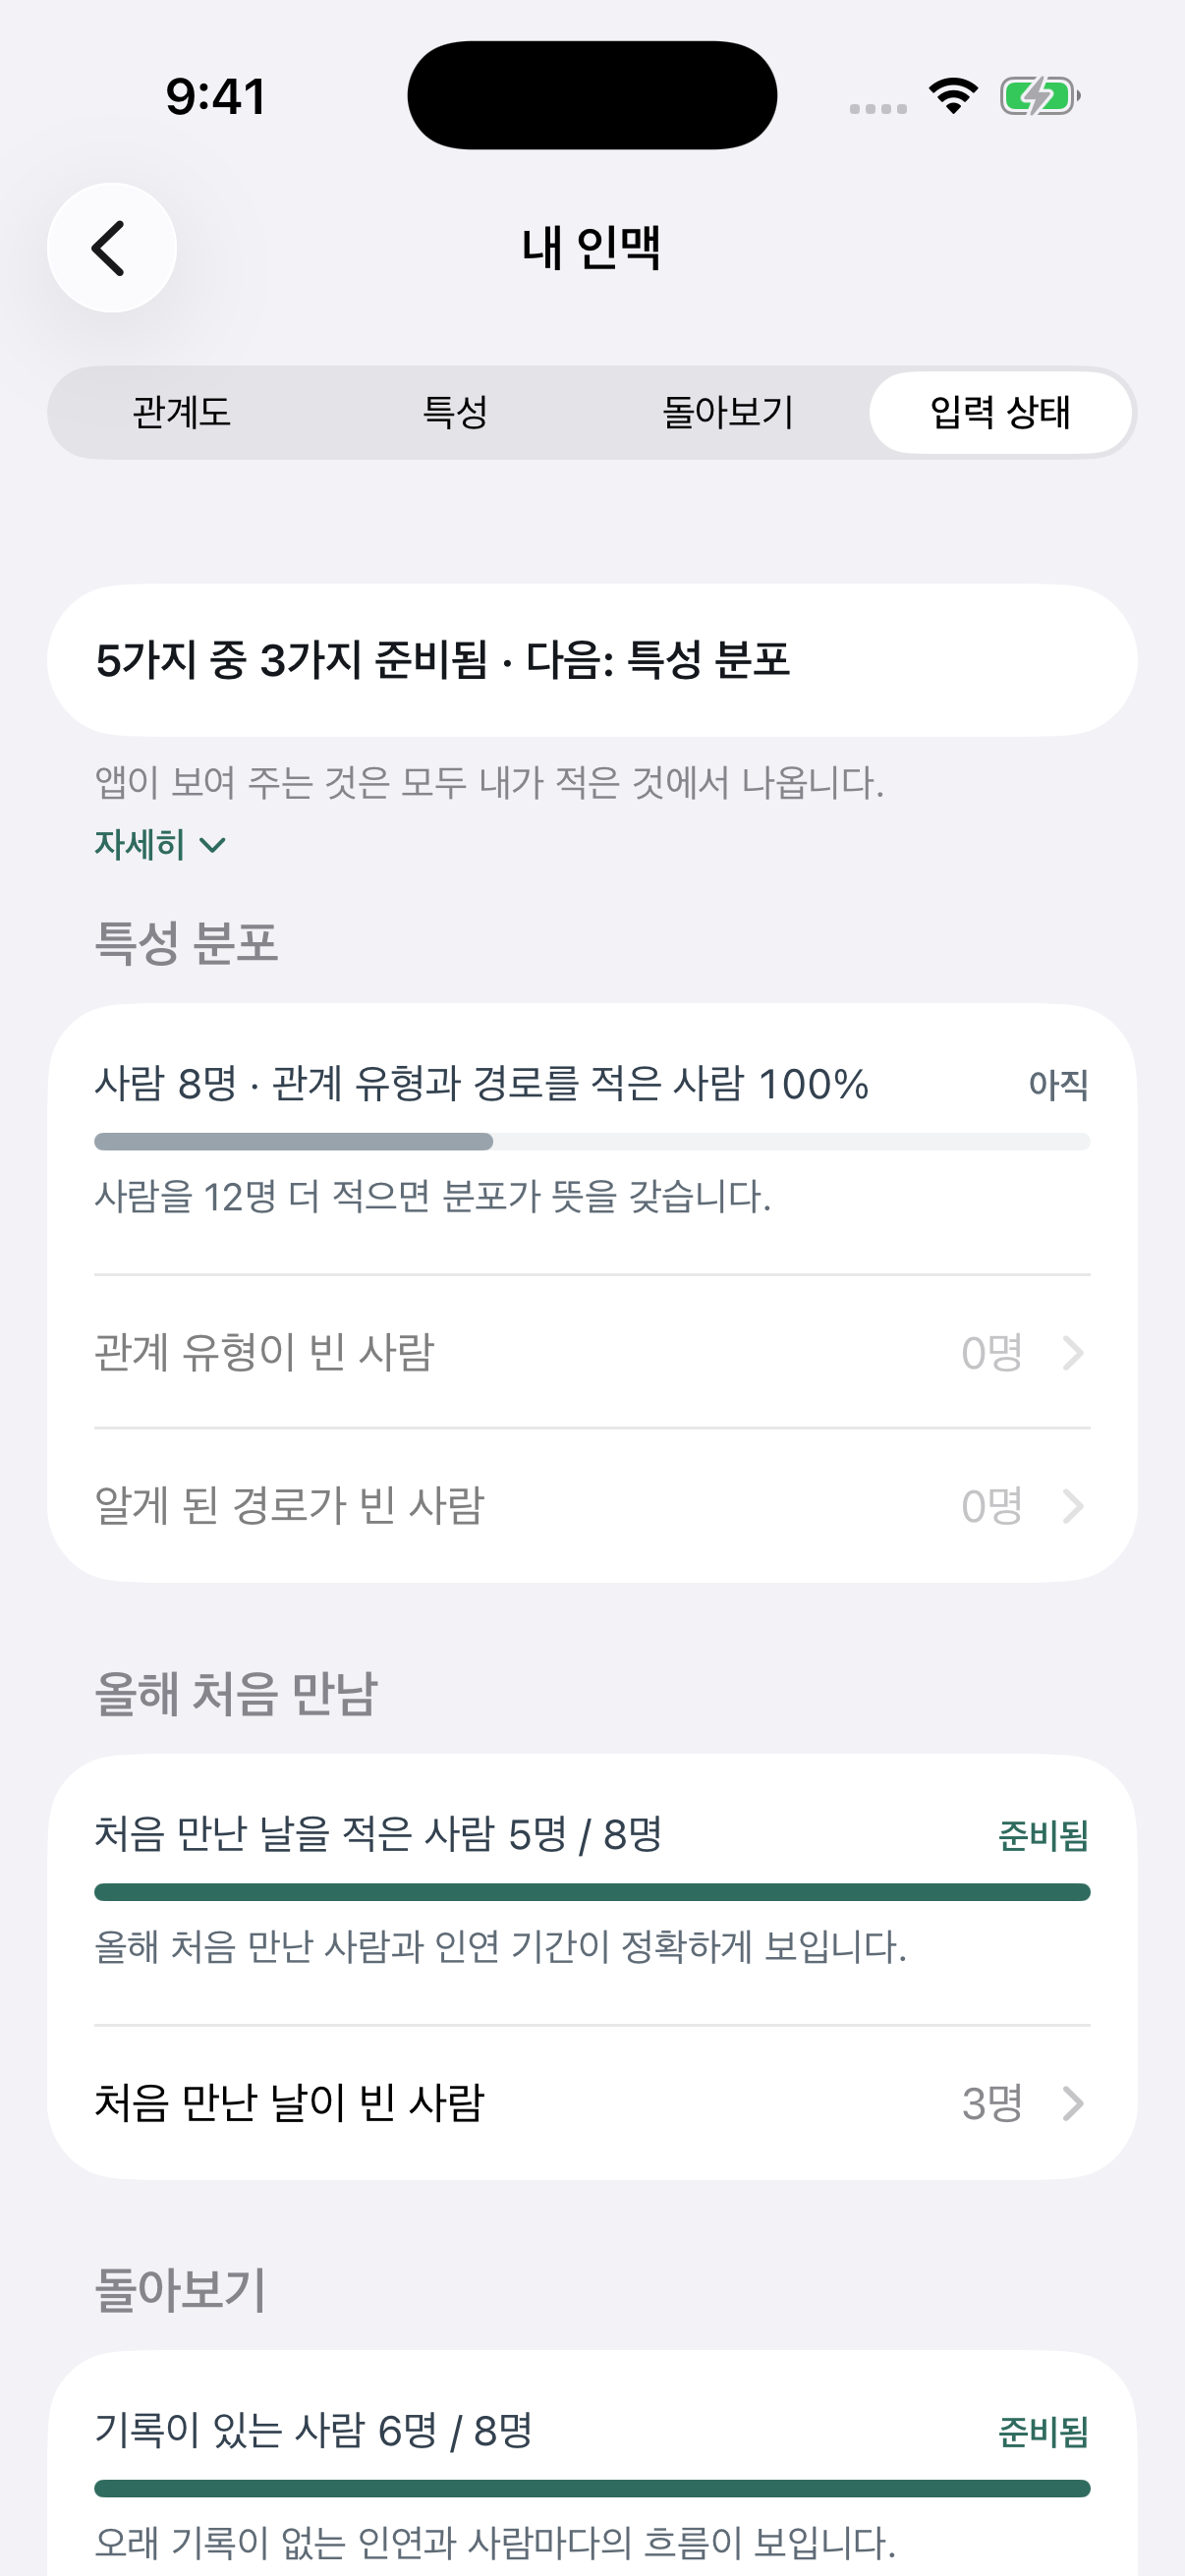 9:41
내 인맥
관계도 특성 돌아보기 입력 상태
5가지 중 3가지 준비됨 · 다음: 특성 분포
앱이 보여 주는 것은 모두 내가 적은 것에서 나옵니다.
자세히
특성 분포
사람 8명 · 관계 유형과 경로를 적은 사람 100% 아직
사람을 12명 더 적으면 분포가 뜻을 갖습니다.
관계 유형이 빈 사람 0명
알게 된 경로가 빈 사람 0명
올해 처음 만남
처음 만난 날을 적은 사람 5명 / 8명 준비됨
올해 처음 만난 사람과 인연 기간이 정확하게 보입니다.
처음 만난 날이 빈 사람 3명
돌아보기
기록이 있는 사람 6명 / 8명 준비됨
오래 기록이 없는 인연과 사람마다의 흐름이 보입니다.